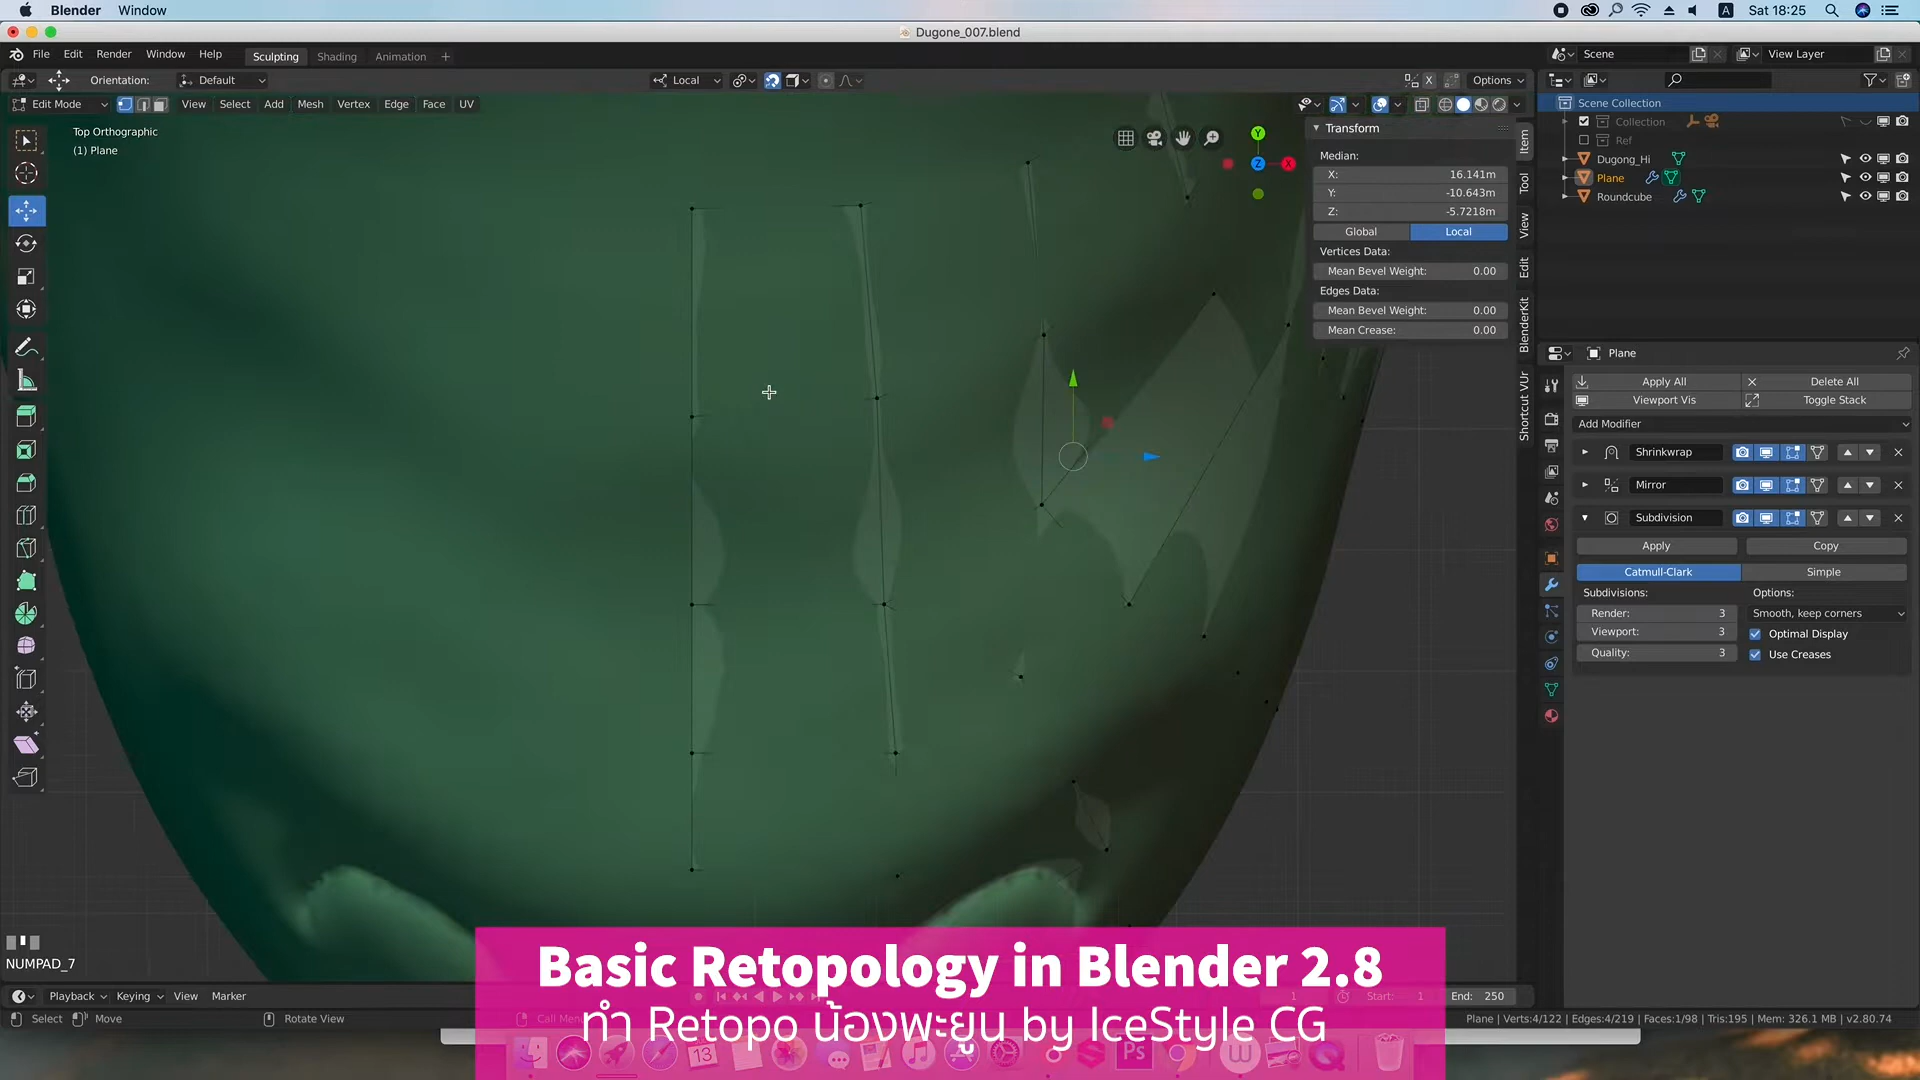 Blender Window
A Sat 18:25
Dugone_007.blend
File Edit Render Window Help Sculpting Shading Animation +
Scene View Layer
Orientation: Default Local X Options
Edit Mode View Select Add Mesh Vertex Edge Face UV
Scene Collection
Collection
Ref
Dugong_Hi
Plane
Roundcube
Top Orthographic
(1) Plane
Y
Z
X
Transform
Median:
X: 16.141m
Y: -10.643m
Z: -5.7218m
Global Local
Vertices Data:
Mean Bevel Weight: 0.00
Edges Data:
Mean Bevel Weight: 0.00
Mean Crease: 0.00
Item
Tool
View
Edit
BlenderKit
Shortcut VUr
Plane
Apply All Delete All
Viewport Vis Toggle Stack
Add Modifier
Shrinkwrap
Mirror
Subdivision
Apply Copy
Catmull-Clark Simple
Subdivisions: Options:
Render: 3 Smooth, keep corners
Viewport: 3 Optimal Display
Quality: 3 Use Creases
NUMPAD_7
Basic Retopology in Blender 2.8
Playback Keying View Marker
1 Start: 1 End: 250
Select Move Rotate View Call Men
ทำ Retopo น้องพะยูน by IceStyle CG
Plane | Verts:4/122 | Edges:4/219 | Faces:1/98 | Tris:195 | Mem: 326.1 MB | v2.80.74
13
Ps